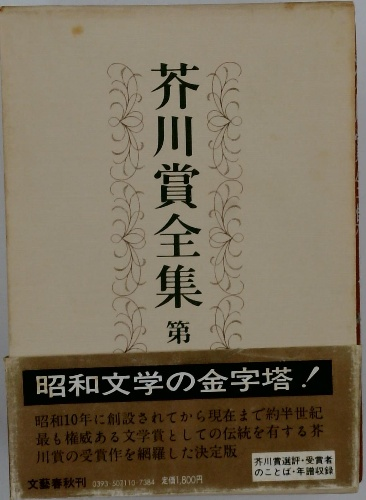 芥川賞全集 第
昭和文学の金字塔!
昭和10年に創設されてから現在まで約半世紀
最も権威ある文学賞としての伝統を有する芥
川賞の受賞作を網羅した決定版
芥川賞選評・受賞者
のことば・年譜収録
文藝春秋刊 0393-507110-7384 定価1,800円